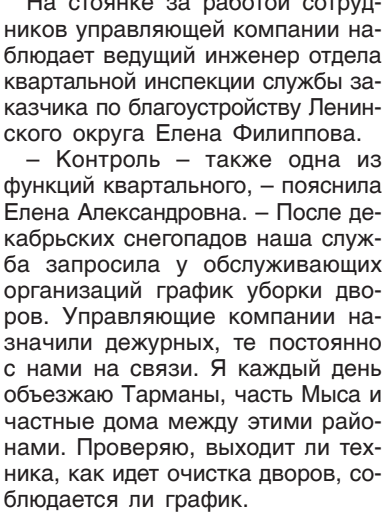 На стоянке за работой сотруд-
ников управляющей компании на-
блюдает ведущий инженер отдела
квартальной инспекции службы за-
казчика по благоустройству Ленин-
ского округа Елена Филиппова.
– Контроль – также одна из
функций квартального, – пояснила
Елена Александровна. – После де-
кабрьских снегопадов наша служ-
ба запросила у обслуживающих
организаций график уборки дво-
ров. Управляющие компании на-
значили дежурных, те постоянно
с нами на связи. Я каждый день
объезжаю Тарманы, часть Мыса и
частные дома между этими райо-
нами. Проверяю, выходит ли тех-
ника, как идет очистка дворов, со-
блюдается ли график.